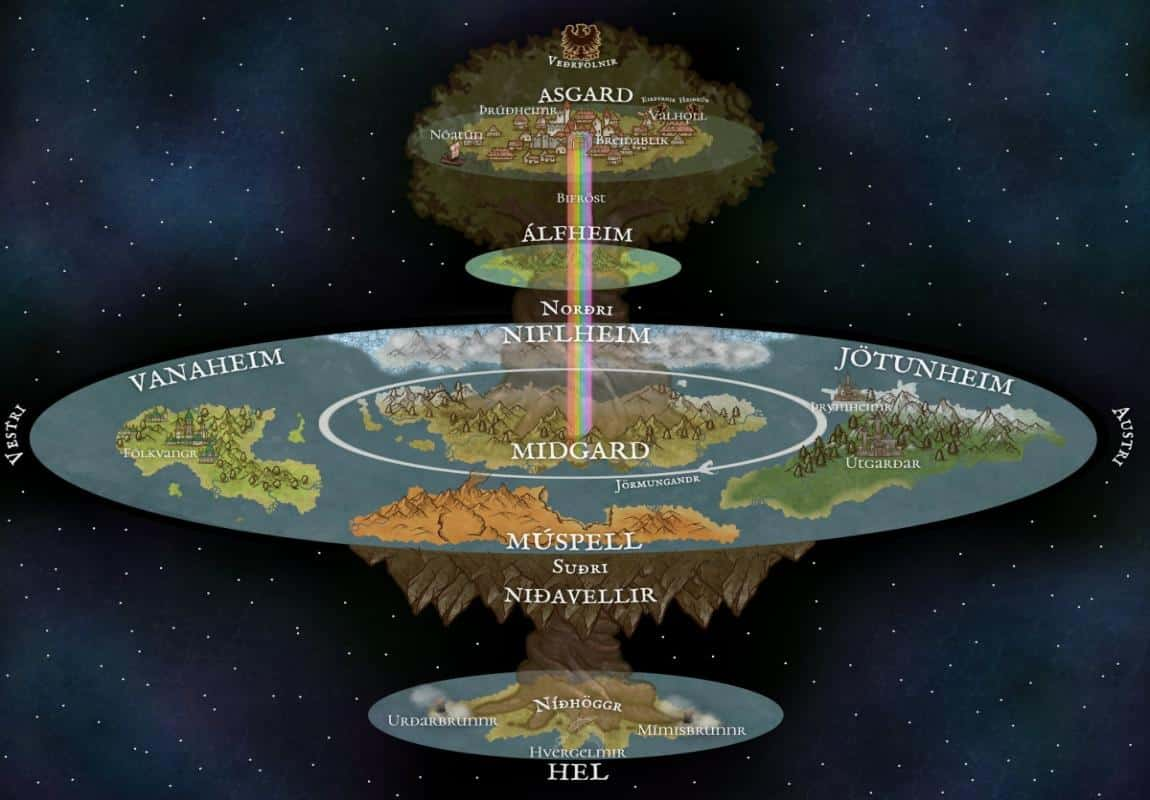 Veðrfölnir
ASGARD
Þrúðheimr
Valhöll
Nóatún
Breiðablik
Bifröst
ÁLFHEIM
Norðri
NIFLHEIM
VANAHEIM
JÖTUNHEIM
Þrymheimr
Vestri
Austri
Fólkvangr
MIDGARD
Útgarðar
Jörmungandr
MÚSPELL
Suðri
NIÐAVELLIR
Níðhöggr
Urðarbrunnr
Mímisbrunnr
Hvergelmir
HEL